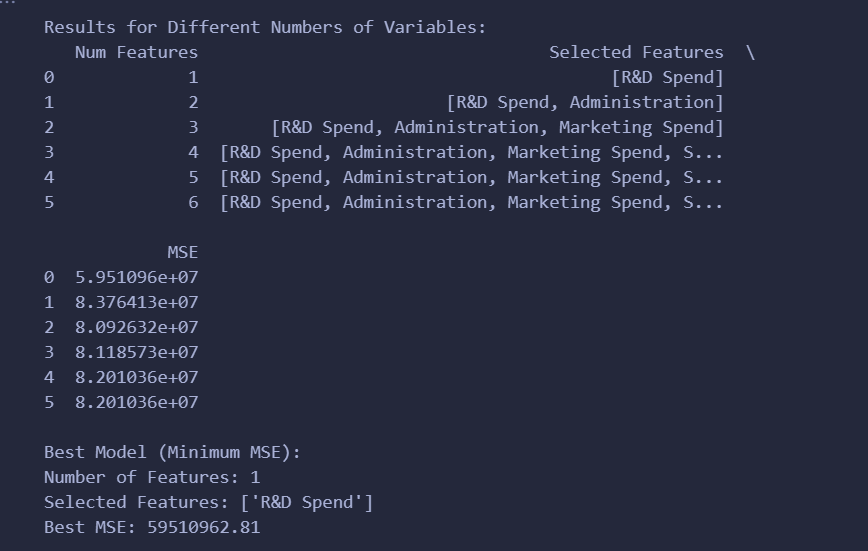 ...
Results for Different Numbers of Variables:
   Num Features                                   Selected Features  \
0             1                                         [R&D Spend]
1             2                         [R&D Spend, Administration]
2             3        [R&D Spend, Administration, Marketing Spend]
3             4  [R&D Spend, Administration, Marketing Spend, S...
4             5  [R&D Spend, Administration, Marketing Spend, S...
5             6  [R&D Spend, Administration, Marketing Spend, S...
            MSE
0  5.951096e+07
1  8.376413e+07
2  8.092632e+07
3  8.118573e+07
4  8.201036e+07
5  8.201036e+07
Best Model (Minimum MSE):
Number of Features: 1
Selected Features: ['R&D Spend']
Best MSE: 59510962.81